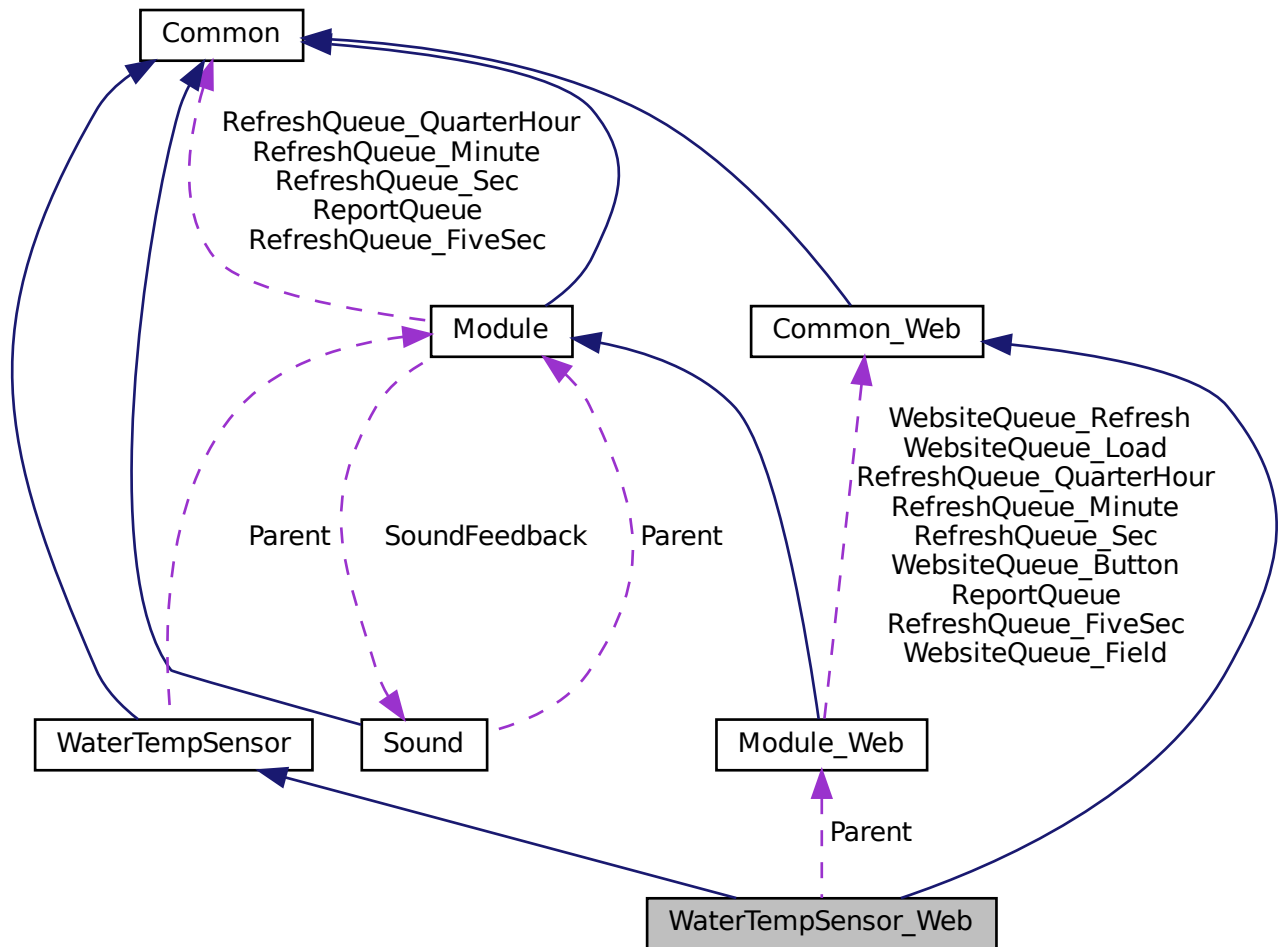 Common
RefreshQueue_QuarterHour
RefreshQueue_Minute
RefreshQueue_Sec
ReportQueue
RefreshQueue_FiveSec
Module
Common_Web
WebsiteQueue_Refresh
WebsiteQueue_Load
RefreshQueue_QuarterHour
RefreshQueue_Minute
RefreshQueue_Sec
WebsiteQueue_Button
ReportQueue
RefreshQueue_FiveSec
WebsiteQueue_Field
Parent
SoundFeedback
Parent
WaterTempSensor
Sound
Module_Web
Parent
WaterTempSensor_Web